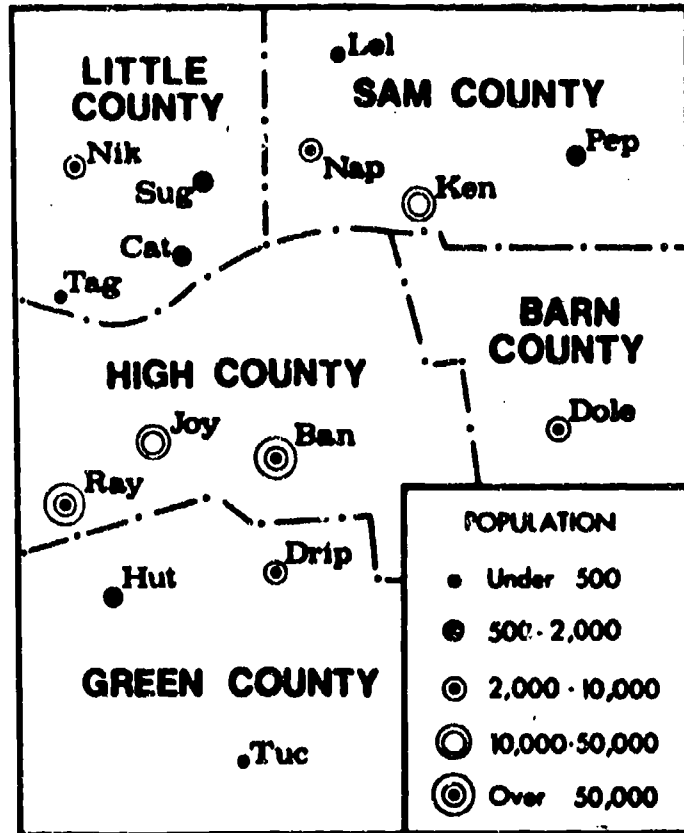 Lol
LITTLE
COUNTY
SAM COUNTY
Nik
Nap
Pep
Sug
Ken
Cat
Tag
BARN
COUNTY
HIGH COUNTY
Joy
Ban
Dole
Ray
POPULATION
Drip
Hut
• Under 500
500 - 2,000
2,000 - 10,000
GREEN COUNTY
10,000-50,000
Tuc
Over 50,000